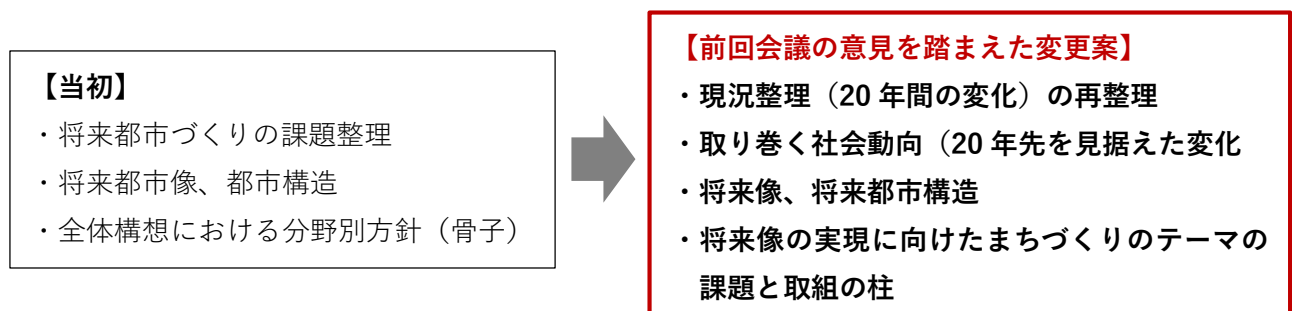 【当初】
・将来都市づくりの課題整理
・将来都市像、都市構造
・全体構想における分野別方針（骨子）
【前回会議の意見を踏まえた変更案】
・現況整理（20 年間の変化）の再整理
・取り巻く社会動向（20 年先を見据えた変化
・将来像、将来都市構造
・将来像の実現に向けたまちづくりのテーマの
課題と取組の柱